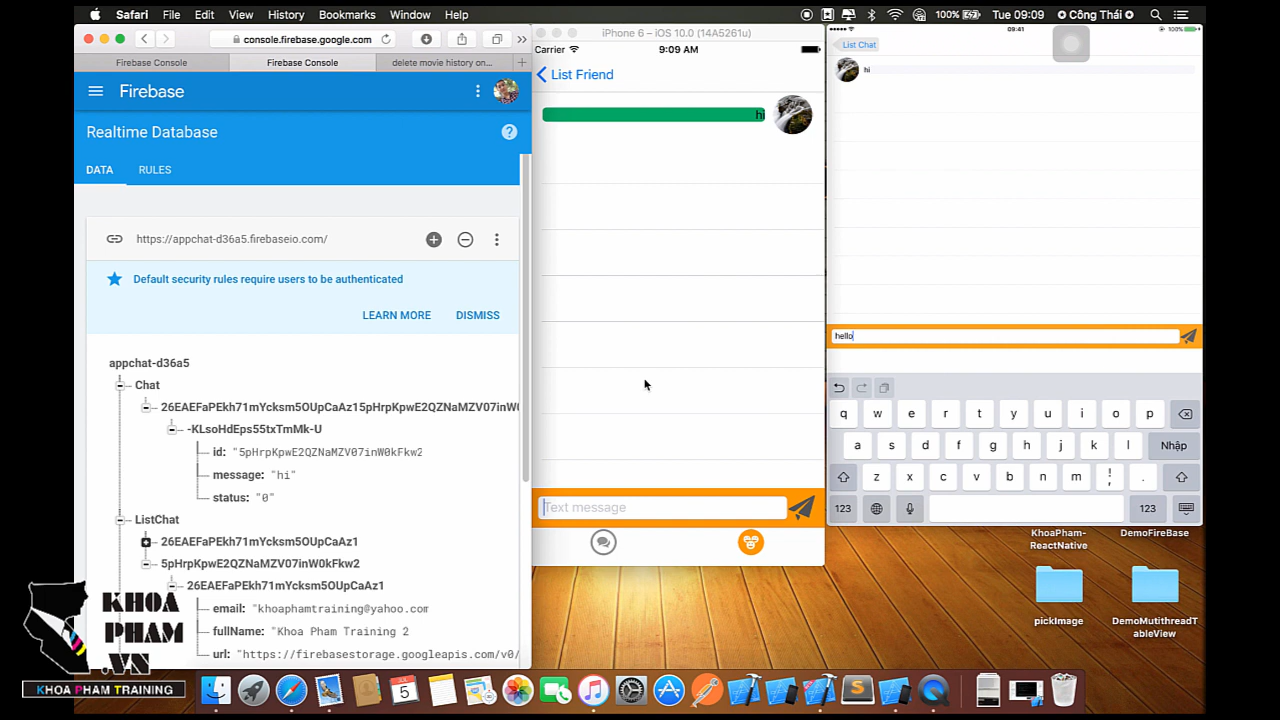 Safari File Edit View History Bookmarks Window Help
100% Tue 09:09 Công Thái
console.firebase.google.com
Firebase Console
Firebase Console
delete movie history on...
Firebase
Realtime Database
DATA RULES
https://appchat-d36a5.firebaseio.com/
Default security rules require users to be authenticated
LEARN MORE DISMISS
appchat-d36a5
Chat
26EAEFaPEkh71mYcksm5OUpCaAz15pHrpKpwE2QZNaMZV07inW0
-KLsoHdEps55txTmMk-U
id: "5pHrpKpwE2QZNaMZV07inW0kFkw2
message: "hi"
status: "0"
ListChat
26EAEFaPEkh71mYcksm5OUpCaAz1
5pHrpKpwE2QZNaMZV07inW0kFkw2
26EAEFaPEkh71mYcksm5OUpCaAz1
email: "khoaphamtraining@yahoo.com
fullName: "Khoa Pham Training 2
url: "https://firebasestorage.googleapis.com/v0/
iPhone 6 – iOS 10.0 (14A5261u)
Carrier 9:09 AM
List Friend
hi
Text message
09:41
100%
List Chat
hi
hello
q w e r t y u i o p
a s d f g h j k l Nhập
z x c v b n m ! , .
123 123
KhoaPham-ReactNative
DemoFireBase
pickImage
DemoMutithreadTableView
KHOA
PHAM
.VN
KHOA PHAM TRAINING
JUL
5